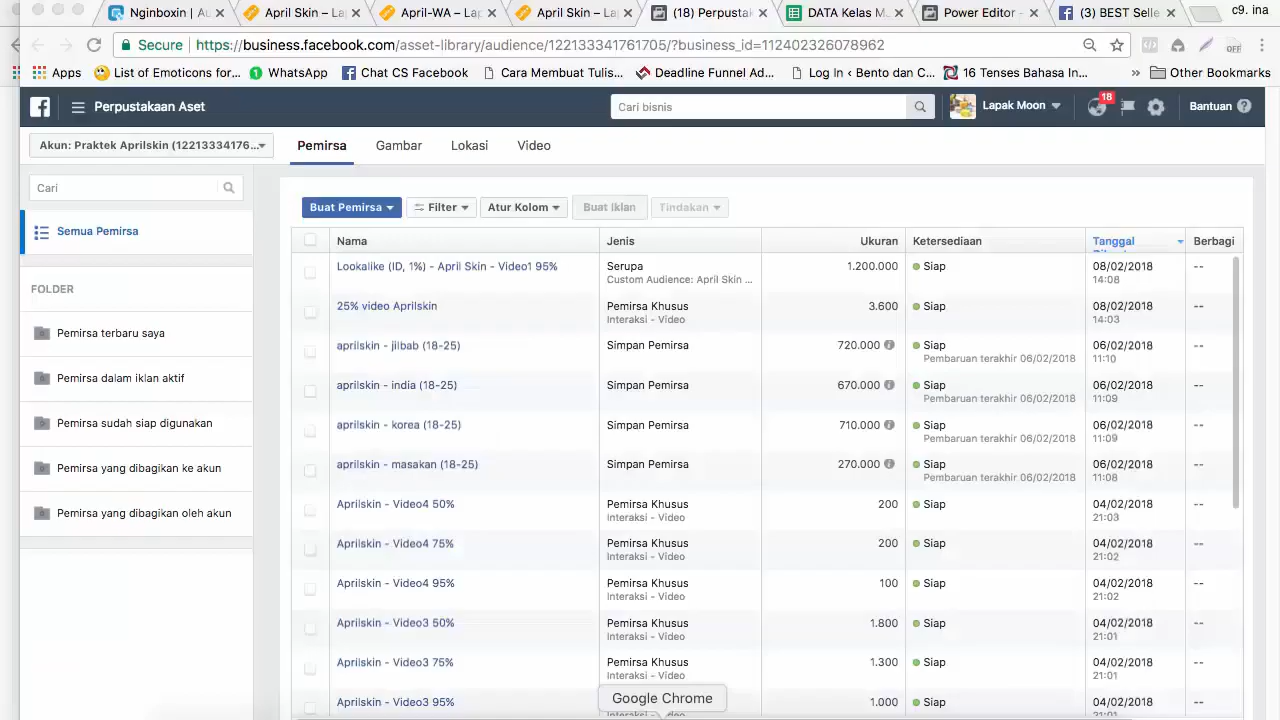 Nginboxin | Au
April Skin – Lap
April-WA – Lap
April Skin – Lap
(18) Perpustak
DATA Kelas M
Power Editor -
(3) BEST Selle
c9. ina
Secure
https://business.facebook.com/asset-library/audience/122133341761705/?business_id=112402326078962
OFF
Apps
List of Emoticons for...
WhatsApp
Chat CS Facebook
Cara Membuat Tulis...
Deadline Funnel Ad...
Log In ‹ Bento dan C...
16 Tenses Bahasa In...
»
Other Bookmarks
Perpustakaan Aset
Cari bisnis
Lapak Moon
18
Bantuan
Akun: Praktek Aprilskin (12213334176...
Pemirsa
Gambar
Lokasi
Video
Cari
Semua Pemirsa
FOLDER
Pemirsa terbaru saya
Pemirsa dalam iklan aktif
Pemirsa sudah siap digunakan
Pemirsa yang dibagikan ke akun
Pemirsa yang dibagikan oleh akun
Buat Pemirsa
Filter
Atur Kolom
Buat Iklan
Tindakan
Nama
Jenis
Ukuran
Ketersediaan
Tanggal
Berbagi
Lookalike (ID, 1%) - April Skin - Video1 95%
Serupa
Custom Audience: April Skin ...
1.200.000
Siap
08/02/2018
14:08
--
25% video Aprilskin
Pemirsa Khusus
Interaksi - Video
3.600
Siap
08/02/2018
14:03
--
aprilskin - jilbab (18-25)
Simpan Pemirsa
720.000
Siap
Pembaruan terakhir 06/02/2018
06/02/2018
11:10
--
aprilskin - india (18-25)
Simpan Pemirsa
670.000
Siap
Pembaruan terakhir 06/02/2018
06/02/2018
11:09
--
aprilskin - korea (18-25)
Simpan Pemirsa
710.000
Siap
Pembaruan terakhir 06/02/2018
06/02/2018
11:09
--
aprilskin - masakan (18-25)
Simpan Pemirsa
270.000
Siap
Pembaruan terakhir 06/02/2018
06/02/2018
11:08
--
Aprilskin - Video4 50%
Pemirsa Khusus
Interaksi - Video
200
Siap
04/02/2018
21:03
--
Aprilskin - Video4 75%
Pemirsa Khusus
Interaksi - Video
200
Siap
04/02/2018
21:02
--
Aprilskin - Video4 95%
Pemirsa Khusus
Interaksi - Video
100
Siap
04/02/2018
21:02
--
Aprilskin - Video3 50%
Pemirsa Khusus
Interaksi - Video
1.800
Siap
04/02/2018
21:01
--
Aprilskin - Video3 75%
Pemirsa Khusus
Interaksi - Video
1.300
Siap
04/02/2018
21:01
--
Aprilskin - Video3 95%
1.000
Siap
04/02/2018
21:01
--
Google Chrome